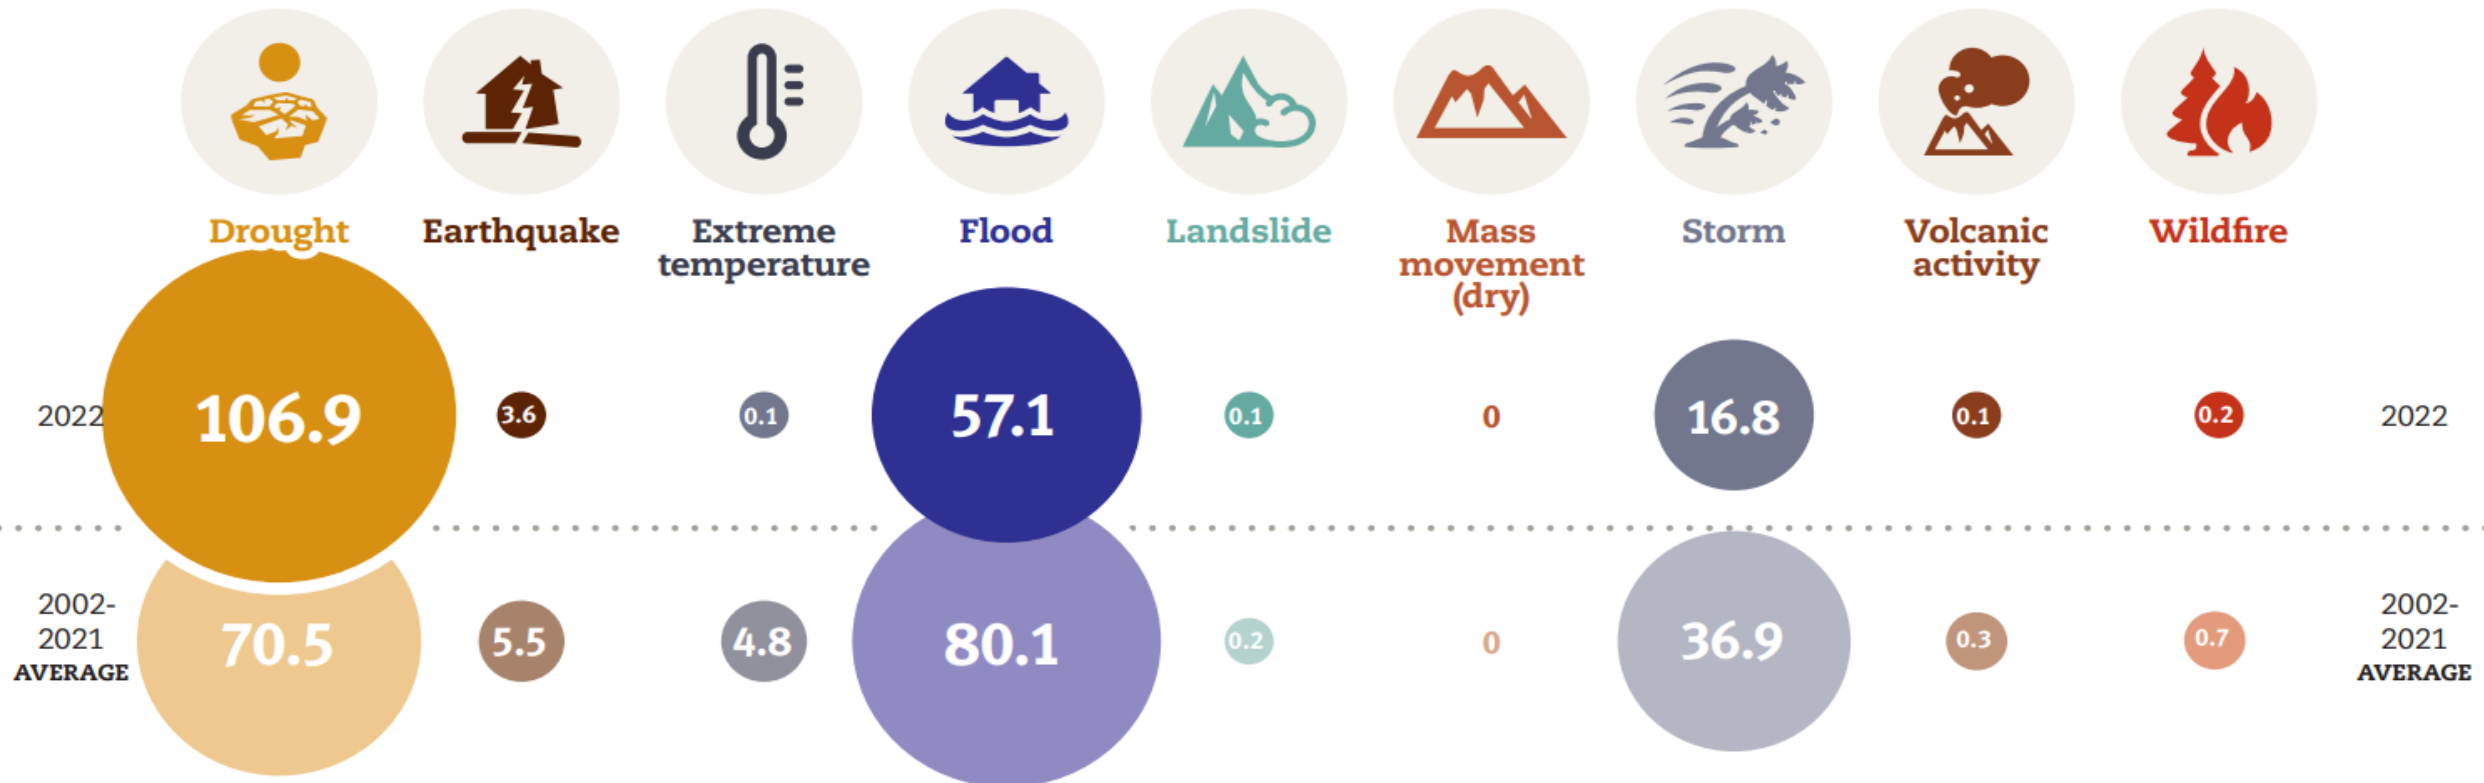 Drought
Earthquake
Extreme
temperature
Flood
Landslide
Mass
movement
(dry)
Storm
Volcanic
activity
Wildfire
2022
106.9
3.6
0.1
57.1
0.1
0
16.8
0.1
0.2
2022
2002-
2021
AVERAGE
70.5
5.5
4.8
80.1
0.2
0
36.9
0.3
0.7
2002-
2021
AVERAGE